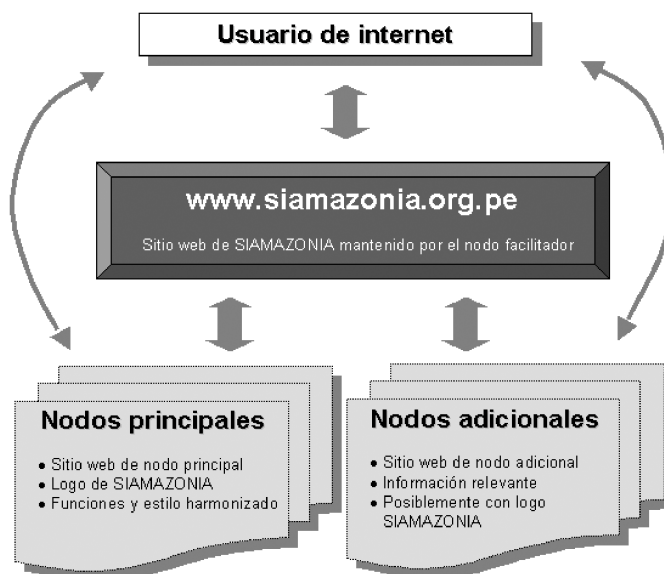 Usuario de internet
www.siamazonia.org.pe
Sitio web de SIAMAZONIA mantenido por el nodo facilitador
Nodos principales
• Sitio web de nodo principal
• Logo de SIAMAZONIA
• Funciones y estilo harmonizado
Nodos adicionales
• Sitio web de nodo adicional
• Información relevante
• Posiblemente con logo
SIAMAZONIA